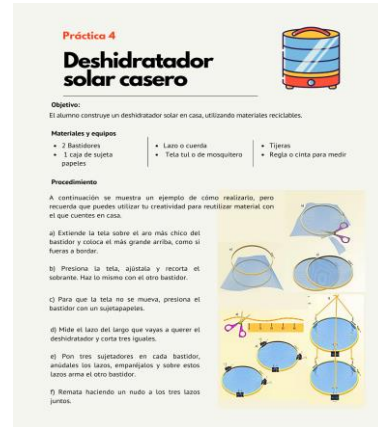 Práctica 4
Deshidratador
solar casero
Objetivo:
El alumno construye un deshidratador solar en casa, utilizando materiales reciclables.
Materiales y equipos
• 2 Bastidores
• 1 caja de sujeta
papeles
• Lazo o cuerda
• Tela tul o de mosquitero
• Tijeras
• Regla o cinta para medir
Procedimiento
A continuación se muestra un ejemplo de cómo realizarlo, pero
recuerda que puedes utilizar tu creatividad para reutilizar material con
el que cuentes en casa.
a) Extiende la tela sobre el aro más chico del
bastidor y coloca el más grande arriba, como si
fueras a bordar.
b) Presiona la tela, ajústala y recorta el
sobrante. Haz lo mismo con el otro bastidor.
c) Para que la tela no se mueva, presiona el
bastidor con un sujetapapeles.
d) Mide el lazo del largo que vayas a querer el
deshidratador y corta tres iguales.
e) Pon tres sujetadores en cada bastidor,
anúdales los lazos, emparéjalos y sobre estos
lazos arma el otro bastidor.
f) Remata haciendo un nudo a los tres lazos
juntos.